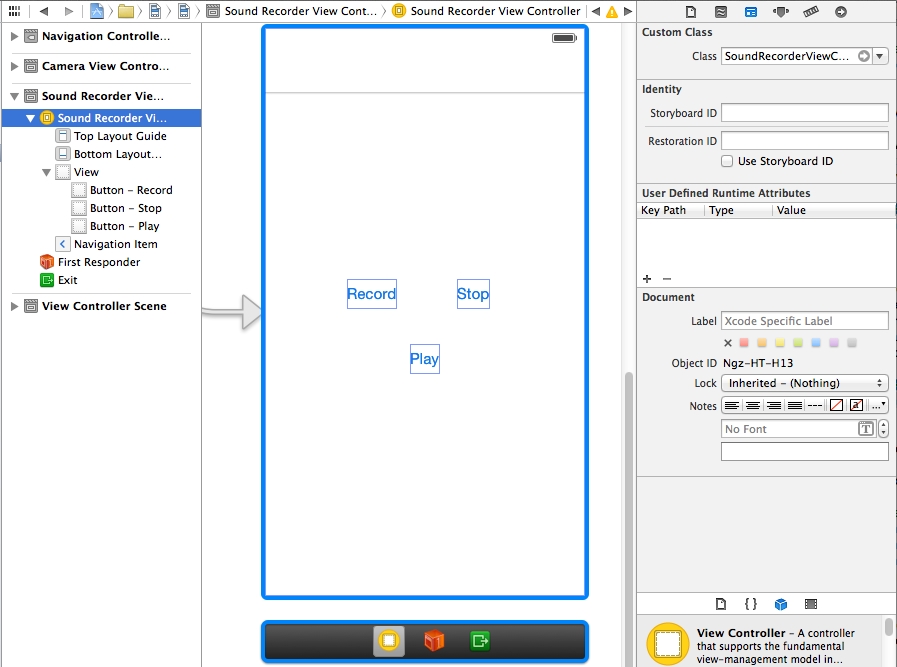 Sound Recorder View Cont... Sound Recorder View Controller
Navigation Controlle...
Camera View Contro...
Sound Recorder Vie...
Sound Recorder Vi...
Top Layout Guide
Bottom Layout...
View
Button – Record
Button – Stop
Button – Play
Navigation Item
First Responder
Exit
View Controller Scene
Record Stop
Play
Custom Class
Class SoundRecorderViewC...
Identity
Storyboard ID
Restoration ID
Use Storyboard ID
User Defined Runtime Attributes
Key Path Type Value
Document
Label Xcode Specific Label
Object ID Ngz-HT-H13
Lock Inherited - (Nothing)
Notes
No Font
View Controller – A controller
that supports the fundamental
view-management model in...